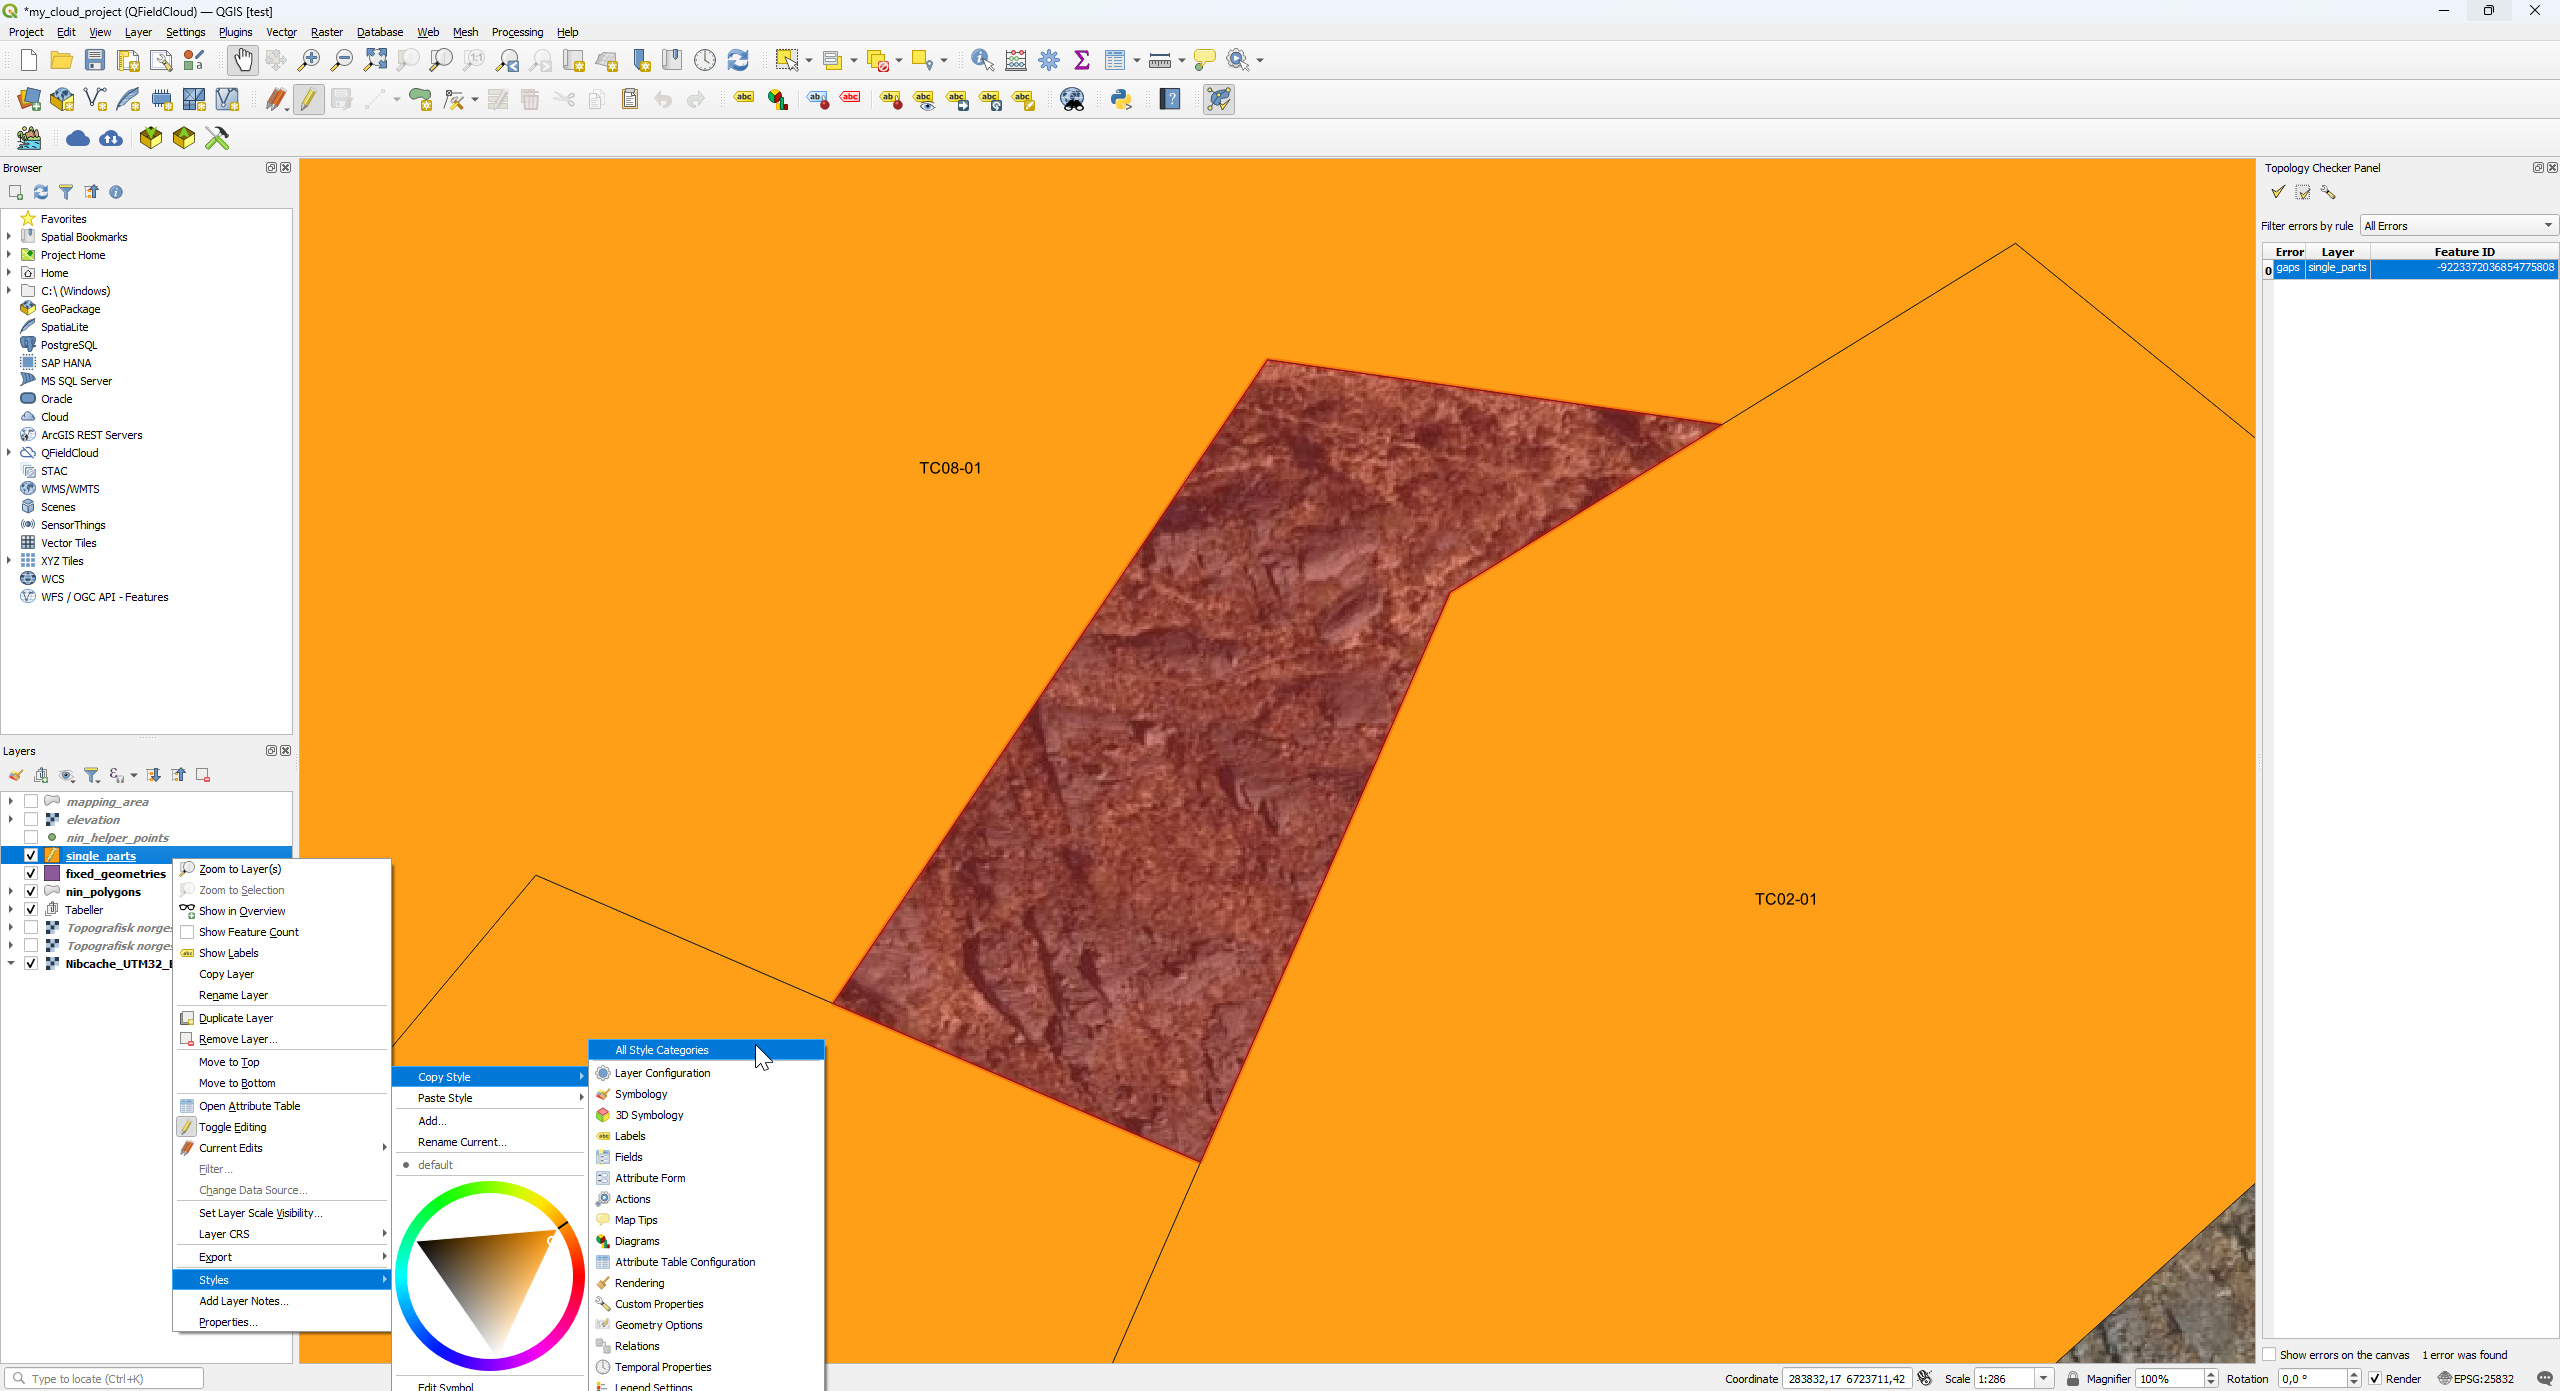 *my_cloud_project (QFieldCloud) — QGIS [test]
Project Edit View Layer Settings Plugins Vector Raster Database Web Mesh Processing Help
Browser
Favorites
Spatial Bookmarks
Project Home
Home
C:\ (Windows)
GeoPackage
SpatiaLite
PostgreSQL
SAP HANA
MS SQL Server
Oracle
Cloud
ArcGIS REST Servers
QFieldCloud
STAC
WMS/WMTS
Scenes
SensorThings
Vector Tiles
XYZ Tiles
WCS
WFS / OGC API - Features
Layers
mapping_area
elevation
nin_helper_points
single_parts
fixed_geometries
nin_polygons
Tabeller
Topografisk norges
Topografisk norges
Nibcache_UTM32_E
Zoom to Layer(s)
Zoom to Selection
Show in Overview
Show Feature Count
Show Labels
Copy Layer
Rename Layer
Duplicate Layer
Remove Layer...
Move to Top
Move to Bottom
Open Attribute Table
Toggle Editing
Current Edits
Filter...
Change Data Source...
Set Layer Scale Visibility...
Layer CRS
Export
Styles
Add Layer Notes...
Properties...
Copy Style
Paste Style
Add...
Rename Current...
default
Edit Symbol
All Style Categories
Layer Configuration
Symbology
3D Symbology
Labels
Fields
Attribute Form
Actions
Map Tips
Diagrams
Attribute Table Configuration
Rendering
Custom Properties
Geometry Options
Relations
Temporal Properties
Legend Settings
TC08-01
TC02-01
Topology Checker Panel
Filter errors by rule All Errors
Error Layer Feature ID
0 gaps single_parts -9223372036854775808
Show errors on the canvas 1 error was found
Type to locate (Ctrl+K)
Coordinate 283832,17 6723711,42 Scale 1:286 Magnifier 100% Rotation 0,0 ° Render EPSG:25832